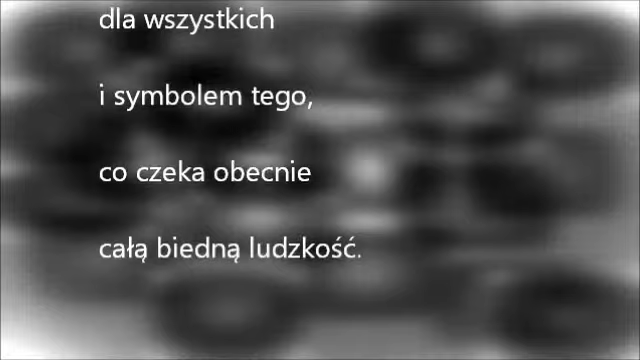 dla wszystkich
i symbolem tego,
co czeka obecnie
całą biedną ludzkość.